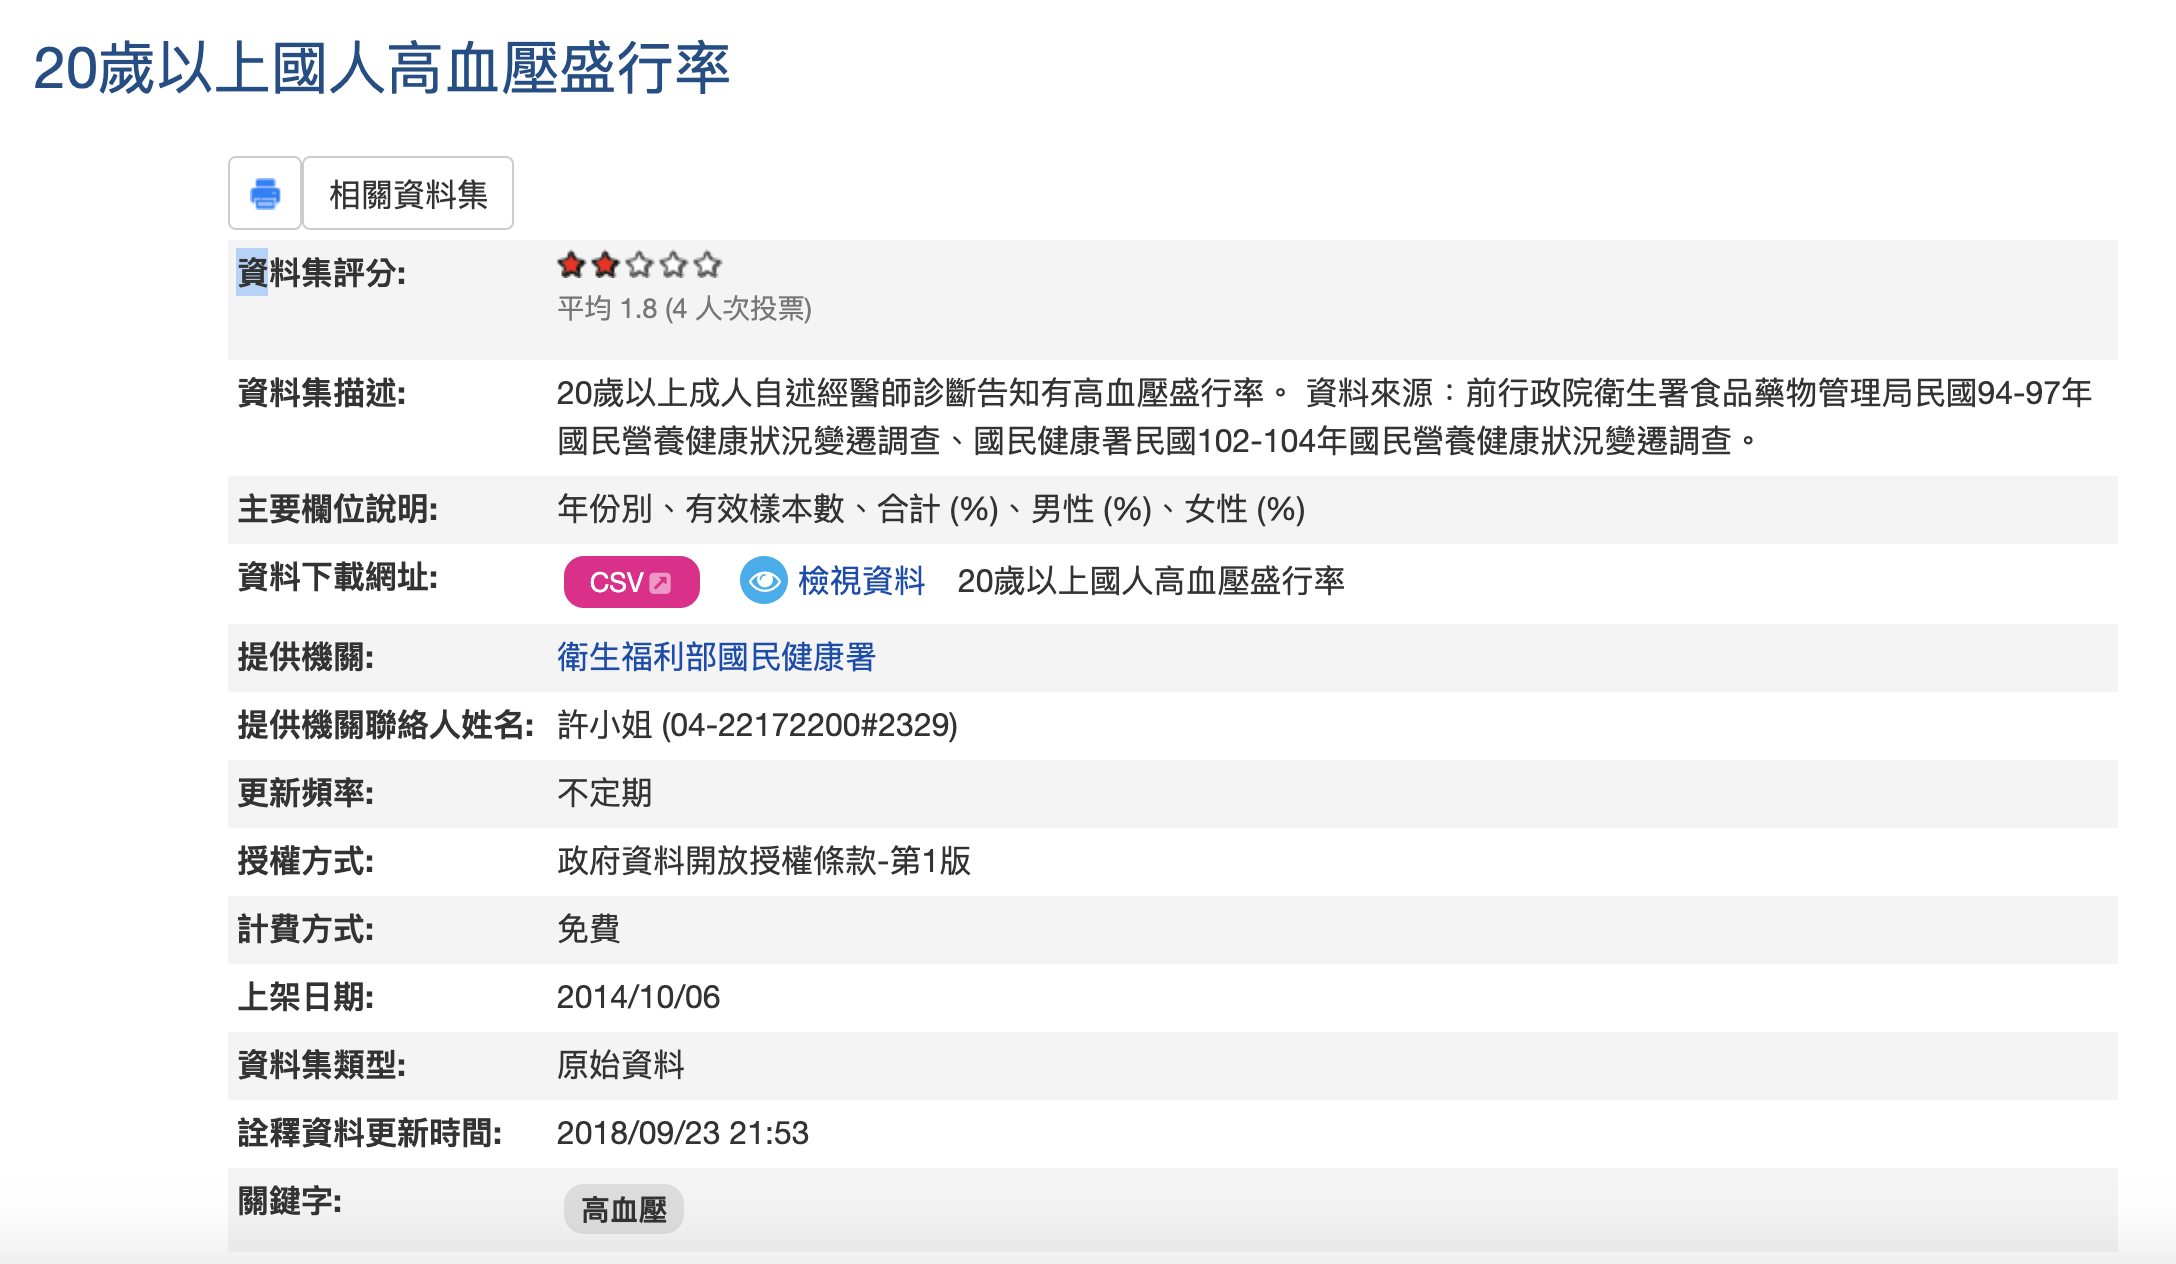 20歲以上國人高血壓盛行率
相關資料集
資料集評分:
平均 1.8 (4 人次投票)
資料集描述: 20歲以上成人自述經醫師診斷告知有高血壓盛行率。 資料來源：前行政院衛生署食品藥物管理局民國94-97年
國民營養健康狀況變遷調查、國民健康署民國102-104年國民營養健康狀況變遷調查。
主要欄位說明: 年份別、有效樣本數、合計 (%)、男性 (%)、女性 (%)
資料下載網址: CSV 檢視資料 20歲以上國人高血壓盛行率
提供機關: 衛生福利部國民健康署
提供機關聯絡人姓名: 許小姐 (04-22172200#2329)
更新頻率: 不定期
授權方式: 政府資料開放授權條款-第1版
計費方式: 免費
上架日期: 2014/10/06
資料集類型: 原始資料
詮釋資料更新時間: 2018/09/23 21:53
關鍵字: 高血壓